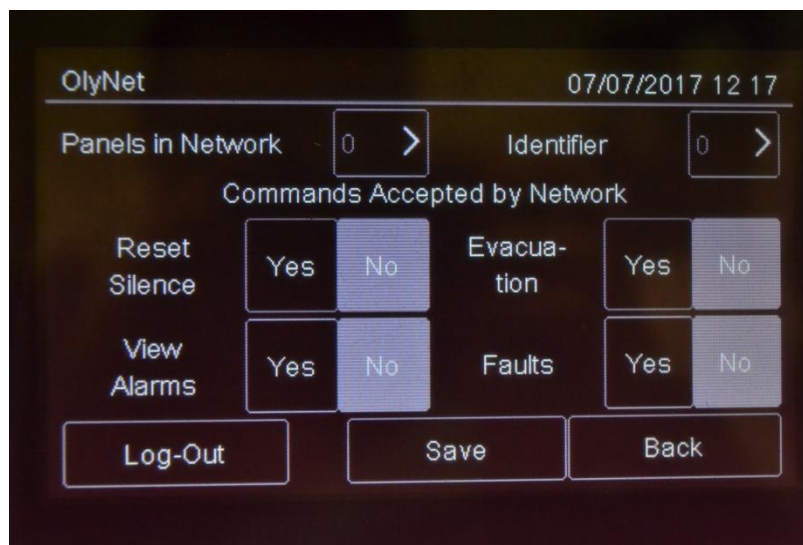 OlyNet 07/07/2017 12 17
Panels in Network 0 > Identifier 0 >
Commands Accepted by Network
Reset Silence Yes No Evacua-tion Yes No
View Alarms Yes No Faults Yes No
Log-Out Save Back